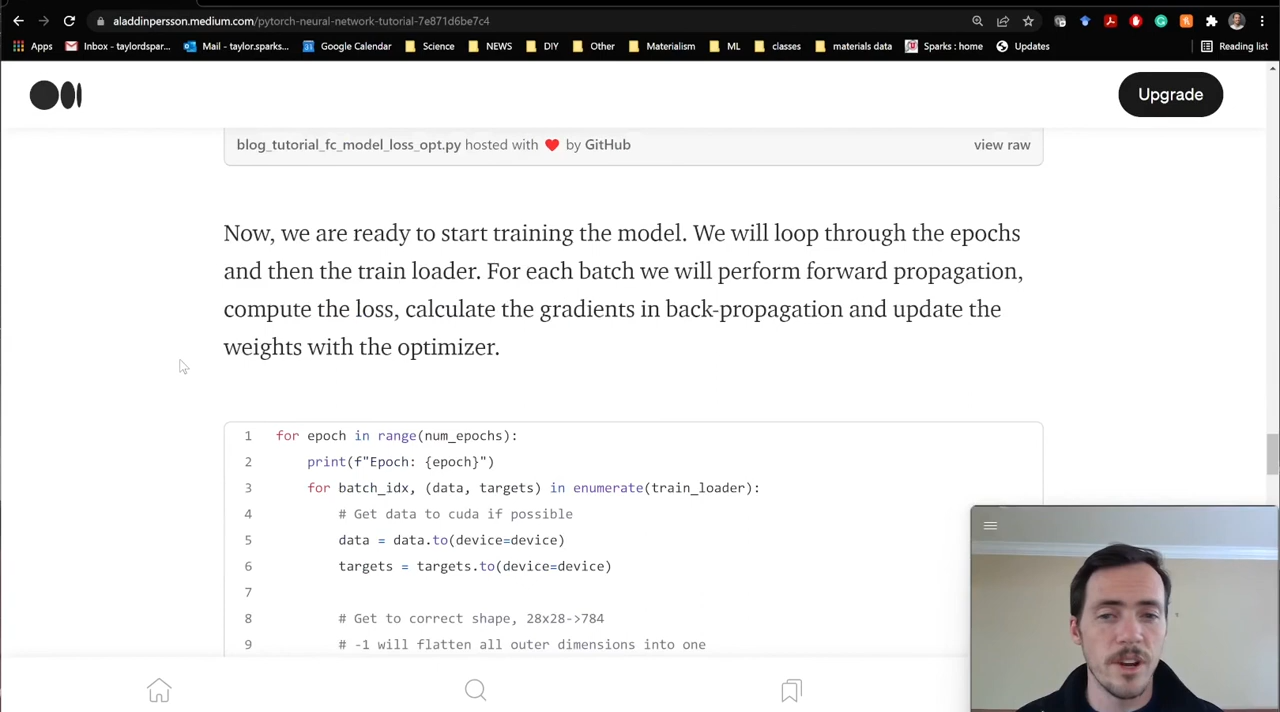 aladdinpersson.medium.com/pytorch-neural-network-tutorial-7e871d6be7c4
Apps Inbox - taylordspar... Mail - taylor.sparks... Google Calendar Science NEWS DIY Other Materialism ML classes materials data Sparks : home Updates Reading list
Upgrade
blog_tutorial_fc_model_loss_opt.py hosted with ❤ by GitHub view raw
Now, we are ready to start training the model. We will loop through the epochs
and then the train loader. For each batch we will perform forward propagation,
compute the loss, calculate the gradients in back-propagation and update the
weights with the optimizer.
1 for epoch in range(num_epochs):
2 print(f"Epoch: {epoch}")
3 for batch_idx, (data, targets) in enumerate(train_loader):
4 # Get data to cuda if possible
5 data = data.to(device=device)
6 targets = targets.to(device=device)
7
8 # Get to correct shape, 28x28->784
9 # -1 will flatten all outer dimensions into one